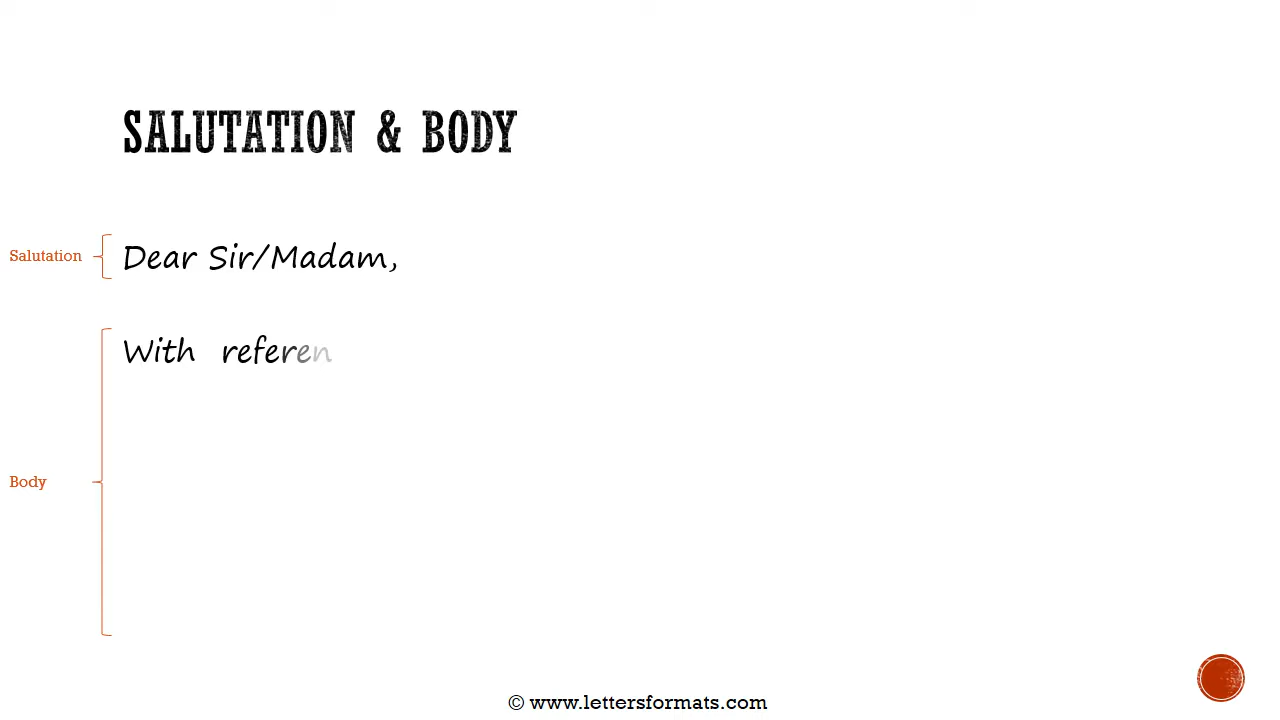 SALUTATION & BODY
Salutation
Dear Sir/Madam,
With referen
Body
© www.lettersformats.com